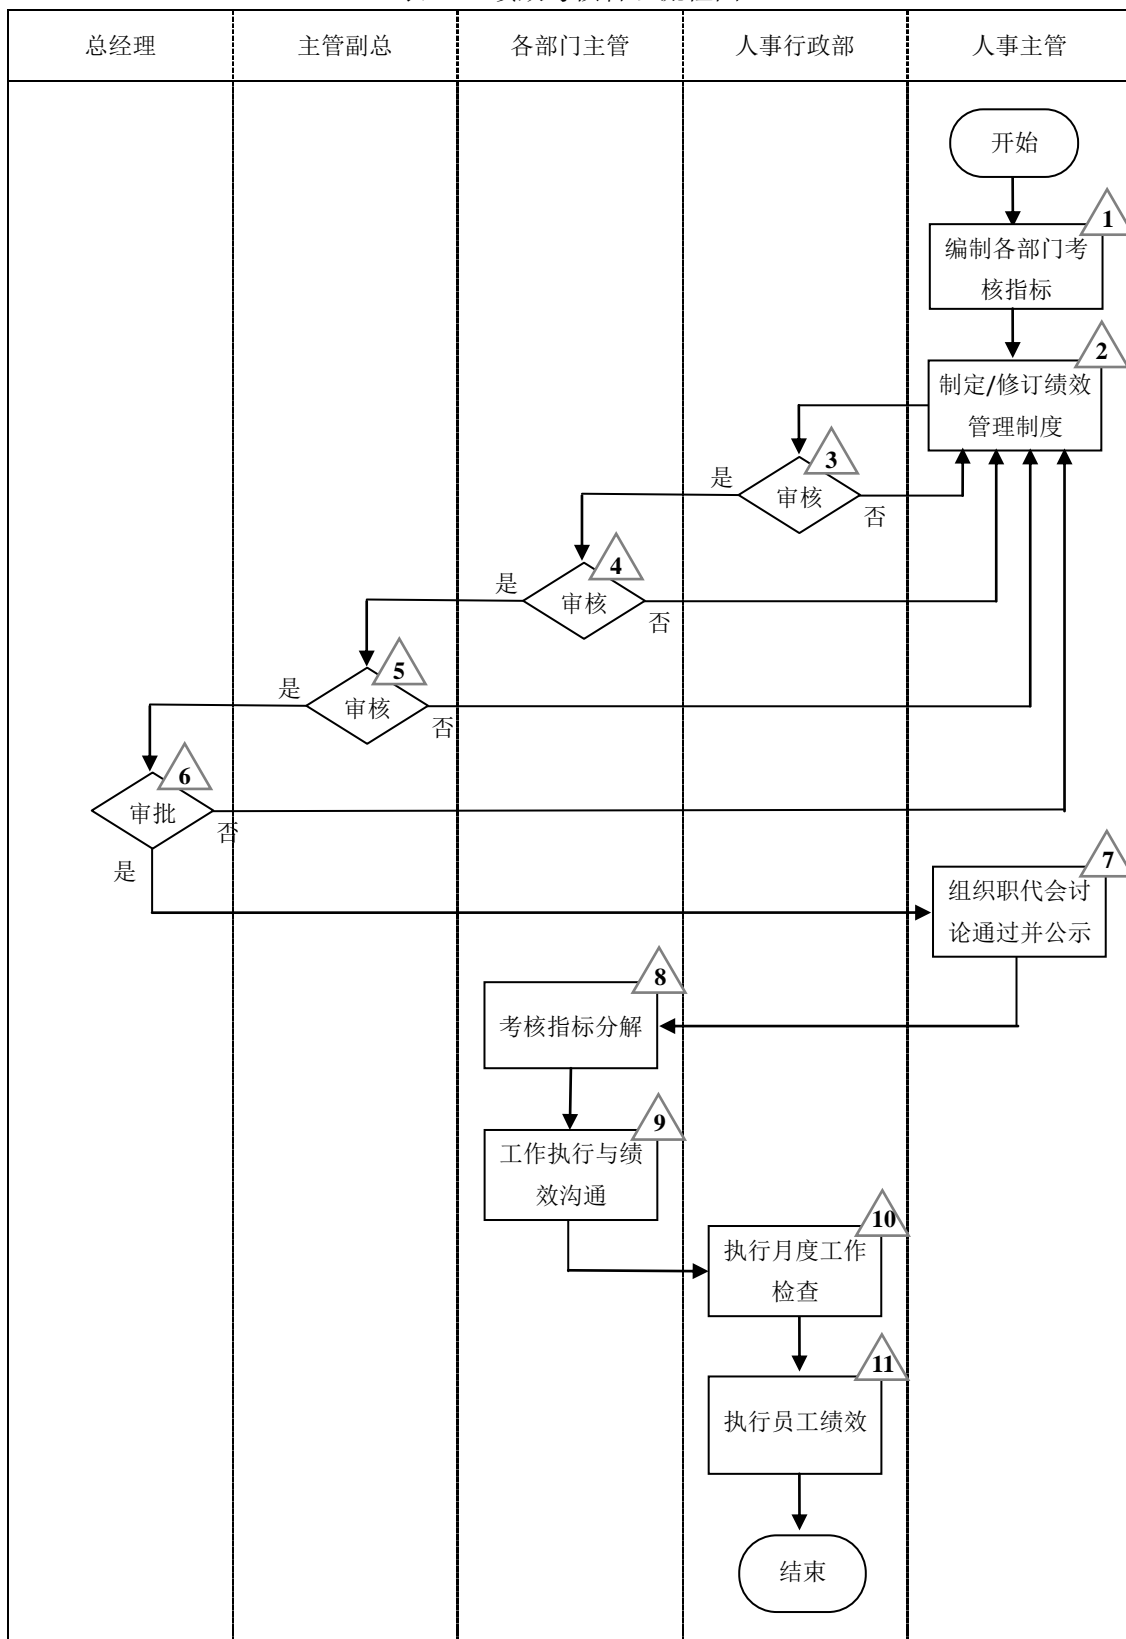 总经理
主管副总
各部门主管
人事行政部
人事主管
开始
1
编制各部门考
核指标
2
制定/修订绩效
管理制度
3
是
审核
否
4
是
审核
否
5
是
审核
否
6
审批
否
是
7
组织职代会讨
论通过并公示
8
考核指标分解
9
工作执行与绩
效沟通
10
执行月度工作
检查
11
执行员工绩效
结束